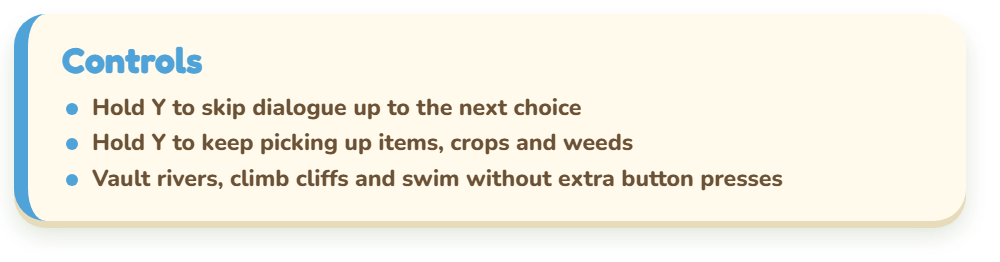 Controls
Hold Y to skip dialogue up to the next choice
Hold Y to keep picking up items, crops and weeds
Vault rivers, climb cliffs and swim without extra button presses